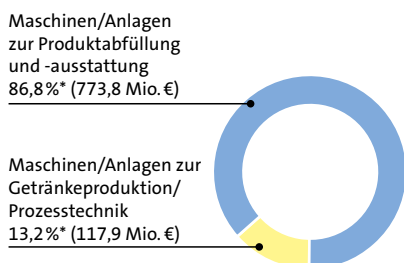 Maschinen/Anlagen
zur Produktabfüllung
und -ausstattung
86,8 %* (773,8 Mio. €)
Maschinen/Anlagen zur
Getränkeproduktion/
Prozesstechnik
13,2 %* (117,9 Mio. €)